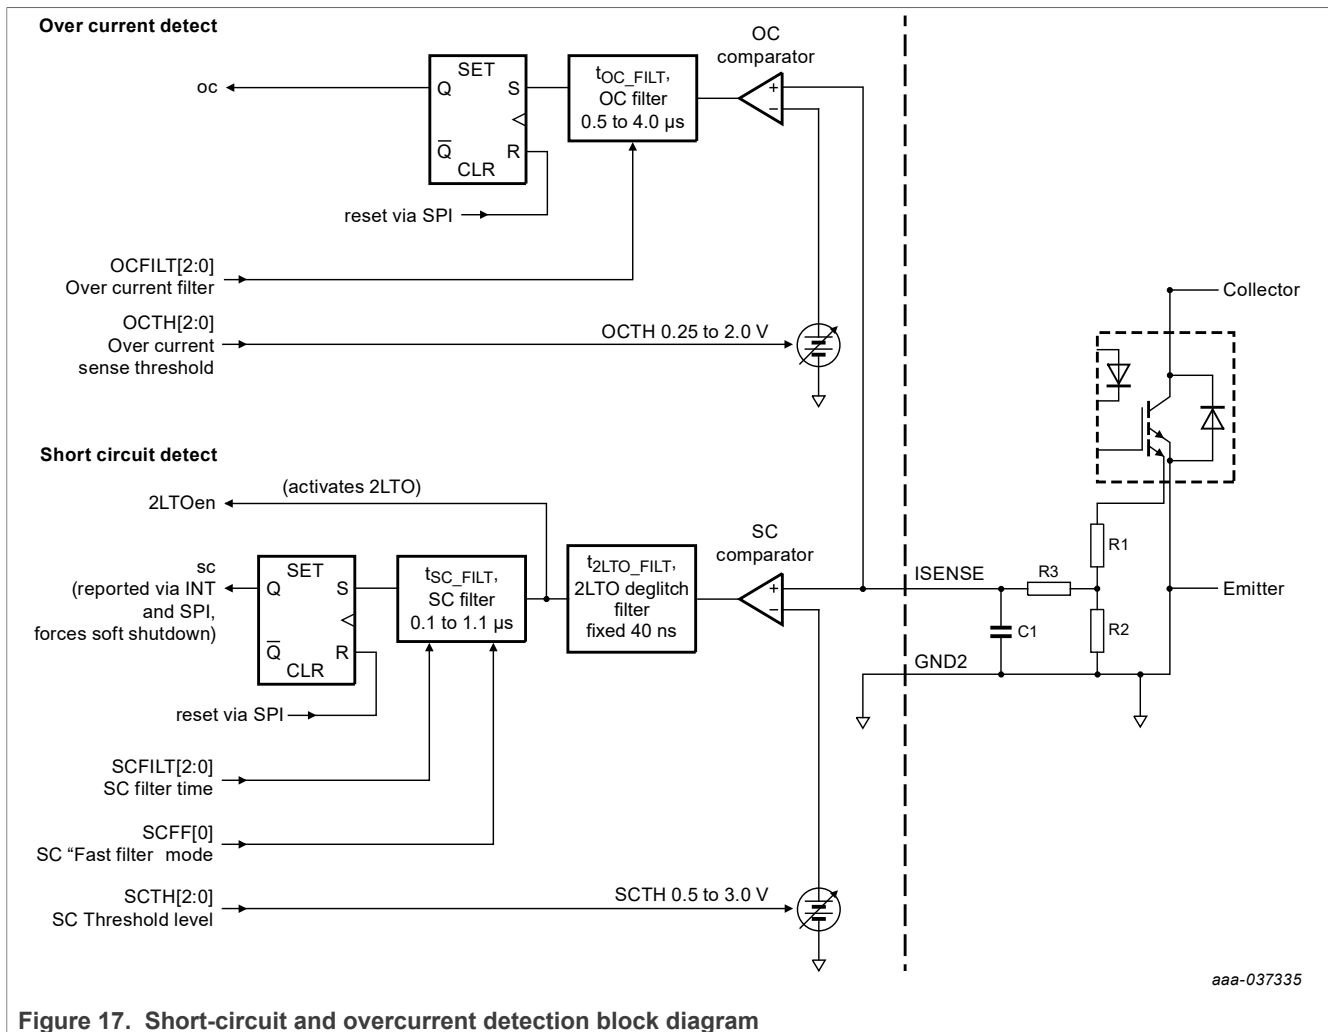 Over current detect
OC
comparator
SET
Q
S
Q
R
CLR
tOC_FILT,
OC filter
0.5 to 4.0 µs
+
−
oc
reset via SPI
OCFILT[2:0]
Over current filter
OCTH[2:0]
Over current
sense threshold
OCTH 0.25 to 2.0 V
Collector
Short circuit detect
2LTOen
(activates 2LTO)
sc
(reported via INT
and SPI,
forces soft shutdown)
SET
Q
S
Q
R
CLR
tSC_FILT,
SC filter
0.1 to 1.1 µs
t2LTO_FILT,
2LTO deglitch
filter
fixed 40 ns
SC
comparator
+
−
ISENSE
R3
R1
R2
C1
Emitter
GND2
reset via SPI
SCFILT[2:0]
SC filter time
SCFF[0]
SC “Fast filter mode
SCTH[2:0]
SC Threshold level
SCTH 0.5 to 3.0 V
aaa-037335
Figure 17. Short-circuit and overcurrent detection block diagram